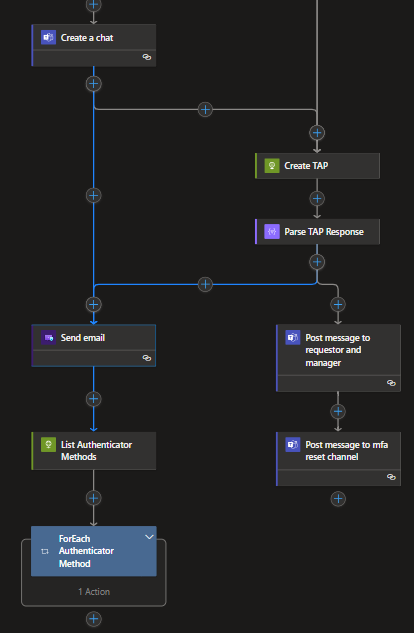 Create a chat
Create TAP
Parse TAP Response
Send email
Post message to
requestor and
manager
List Authenticator
Methods
Post message to mfa
reset channel
ForEach
Authenticator
Method
1 Action